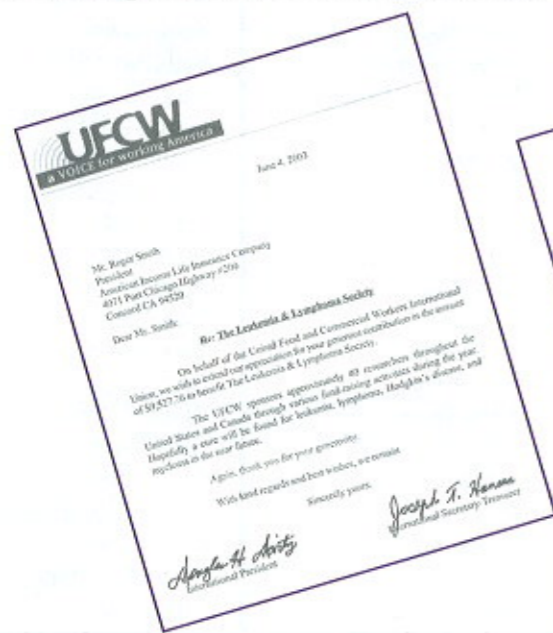 UFCW
a VOICE for working America
June 4, 2003
Mr. Roger Smith
President
American Income Life Insurance Company
4071 Port Chicago Highway #200
Concord CA 94520
Dear Mr. Smith:
Re: The Leukemia & Lymphoma Society
On behalf of the United Food and Commercial Workers International
Union, we wish to extend our appreciation for your generous contribution in the amount
of $9,527.76 to benefit The Leukemia & Lymphoma Society.
The UFCW sponsors approximately 40 researchers throughout the
United States and Canada through various fund-raising activities during the year.
Hopefully a cure will be found for leukemia, lymphoma, Hodgkin's disease, and
myeloma in the near future.
Again, thank you for your generosity.
With kind regards and best wishes, we remain
Sincerely yours,
Joseph T. Hansen
International Secretary-Treasurer
International President